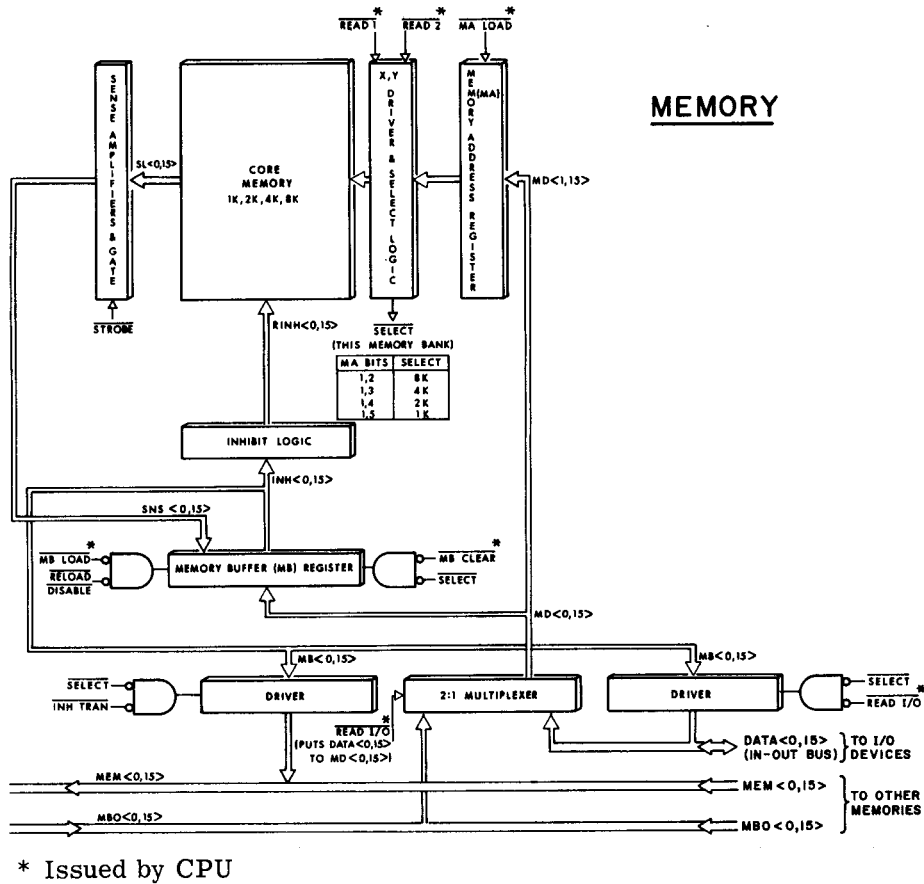 *
READ 1
*
READ 2
*
MA LOAD
MEMORY
SENSE AMPLIFIERS & GATE
SL<0,15>
CORE
MEMORY
1K, 2K, 4K, 8K
X,Y DRIVER & SELECT LOGIC
MEMORY ADDRESS REGISTER
(MA)
MD<1,15>
STROBE
RINH<0,15>
SELECT
(THIS MEMORY BANK)
MA BITS SELECT
1,2 8K
1,3 4K
1,4 2K
1,5 1K
INHIBIT LOGIC
INH<0,15>
SNS <0,15>
*
MB LOAD
RELOAD
DISABLE
MEMORY BUFFER (MB) REGISTER
*
MB CLEAR
SELECT
MD<0,15>
MB<0,15>
MB<0,15>
SELECT
INH TRAN
DRIVER
2:1 MULTIPLEXER
DRIVER
SELECT
*
READ I/O
*
READ I/O
(PUTS DATA<0,15>
TO MD<0,15>)
DATA<0,15>
(IN-OUT BUS)
TO I/O
DEVICES
MEM<0,15>
MEM<0,15>
TO OTHER
MEMORIES
MBO<0,15>
MBO<0,15>
* Issued by CPU